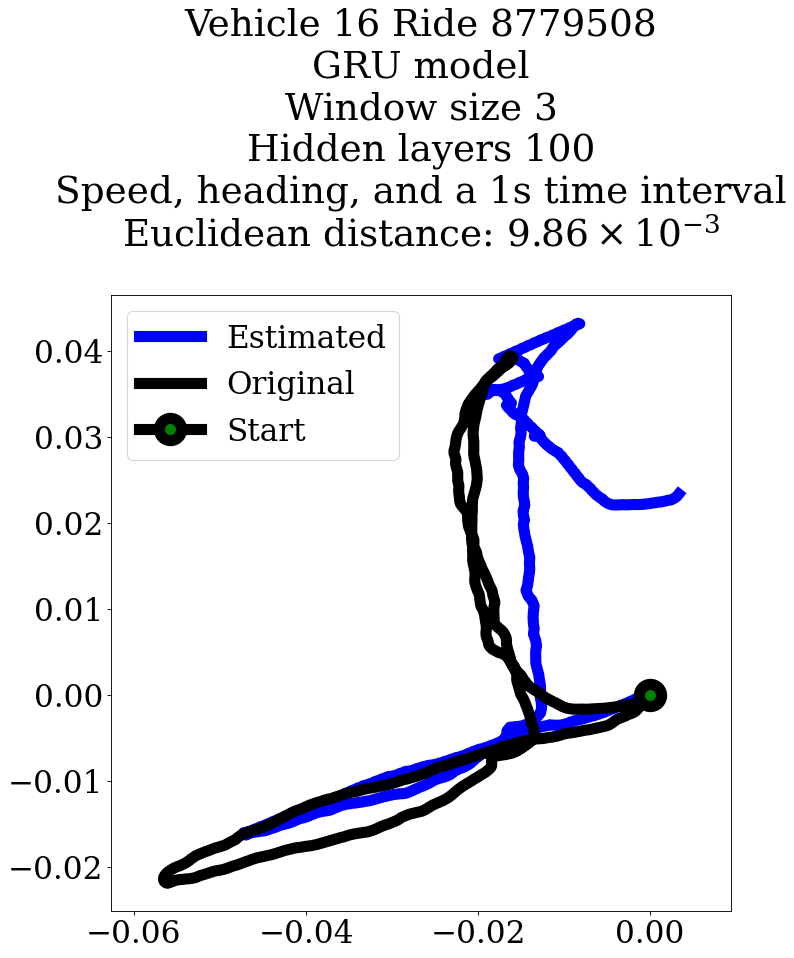 Vehicle 16 Ride 8779508
GRU model
Window size 3
Hidden layers 100
Speed, heading, and a 1s time interval
Euclidean distance: 9.86 × 10⁻³
Estimated
Original
Start
0.04
0.03
0.02
0.01
0.00
−0.01
−0.02
−0.06 −0.04 −0.02 0.00